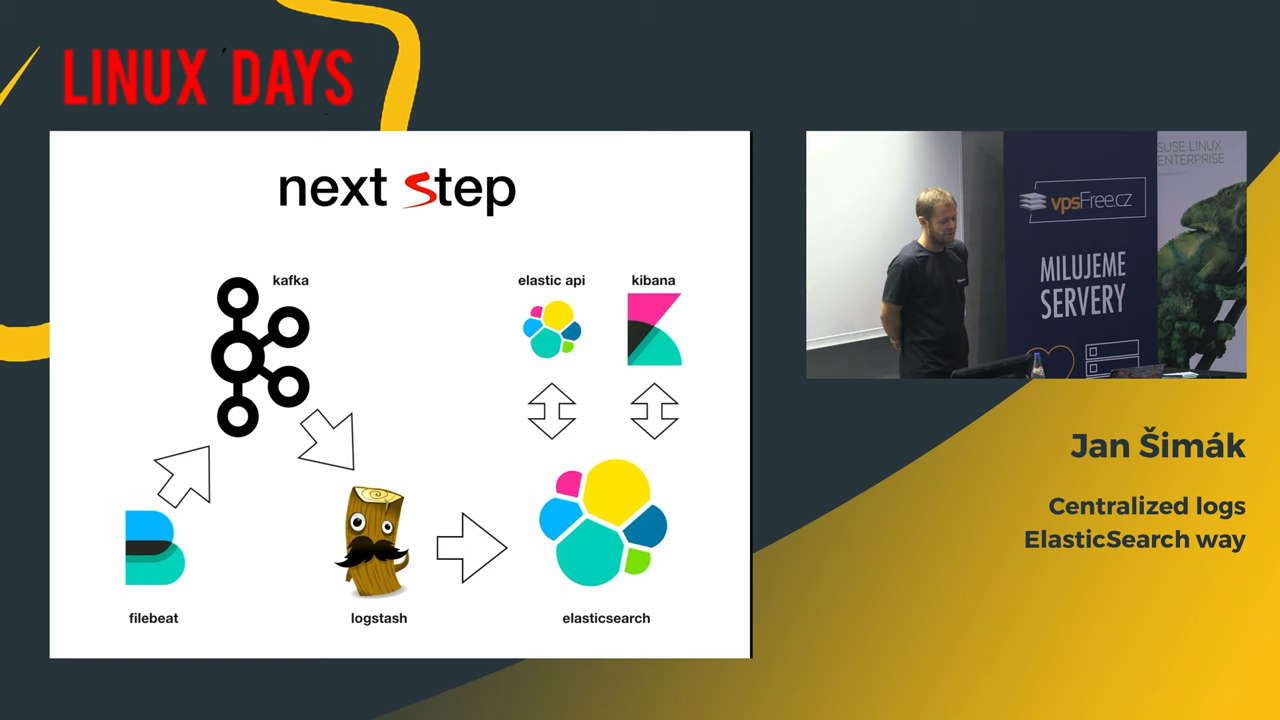 LINUX DAYS
next step
kafka
elastic api
kibana
filebeat
logstash
elasticsearch
vpsFree.cz
MILUJEME
SERVERY
SUSE LINUX
ENTERPRISE
Jan Šimák
Centralized logs
ElasticSearch way